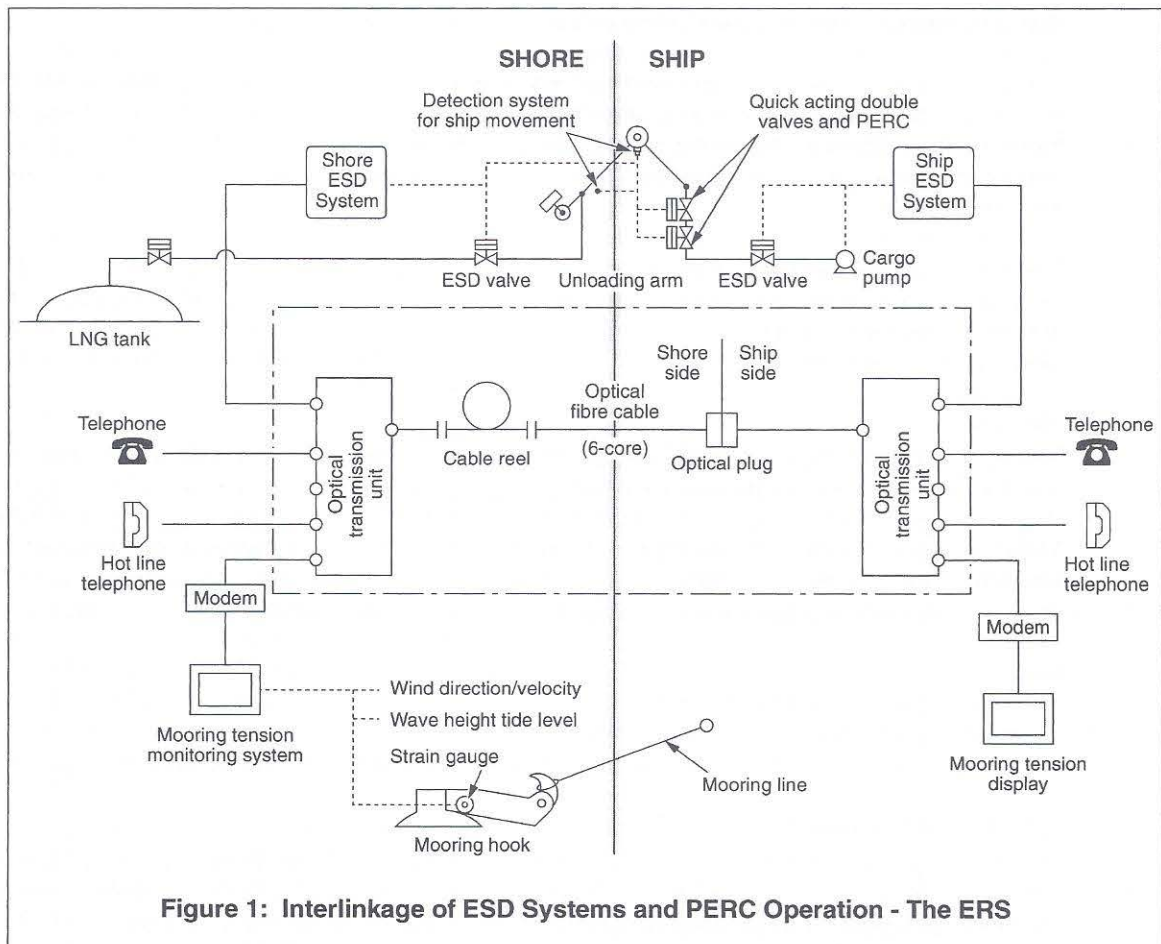 SHORE SHIP
Detection system
for ship movement
Quick acting double
valves and PERC
Shore
ESD
System
Ship
ESD
System
ESD valve
Unloading arm
ESD valve
Cargo
pump
LNG tank
Shore
side
Ship
side
Optical
fibre cable
(6-core)
Cable reel
Optical plug
Optical
transmission
unit
Optical
transmission
unit
Telephone
Telephone
Hot line
telephone
Hot line
telephone
Modem
Modem
Wind direction/velocity
Wave height tide level
Strain gauge
Mooring tension
monitoring system
Mooring line
Mooring tension
display
Mooring hook
Figure 1: Interlinkage of ESD Systems and PERC Operation - The ERS